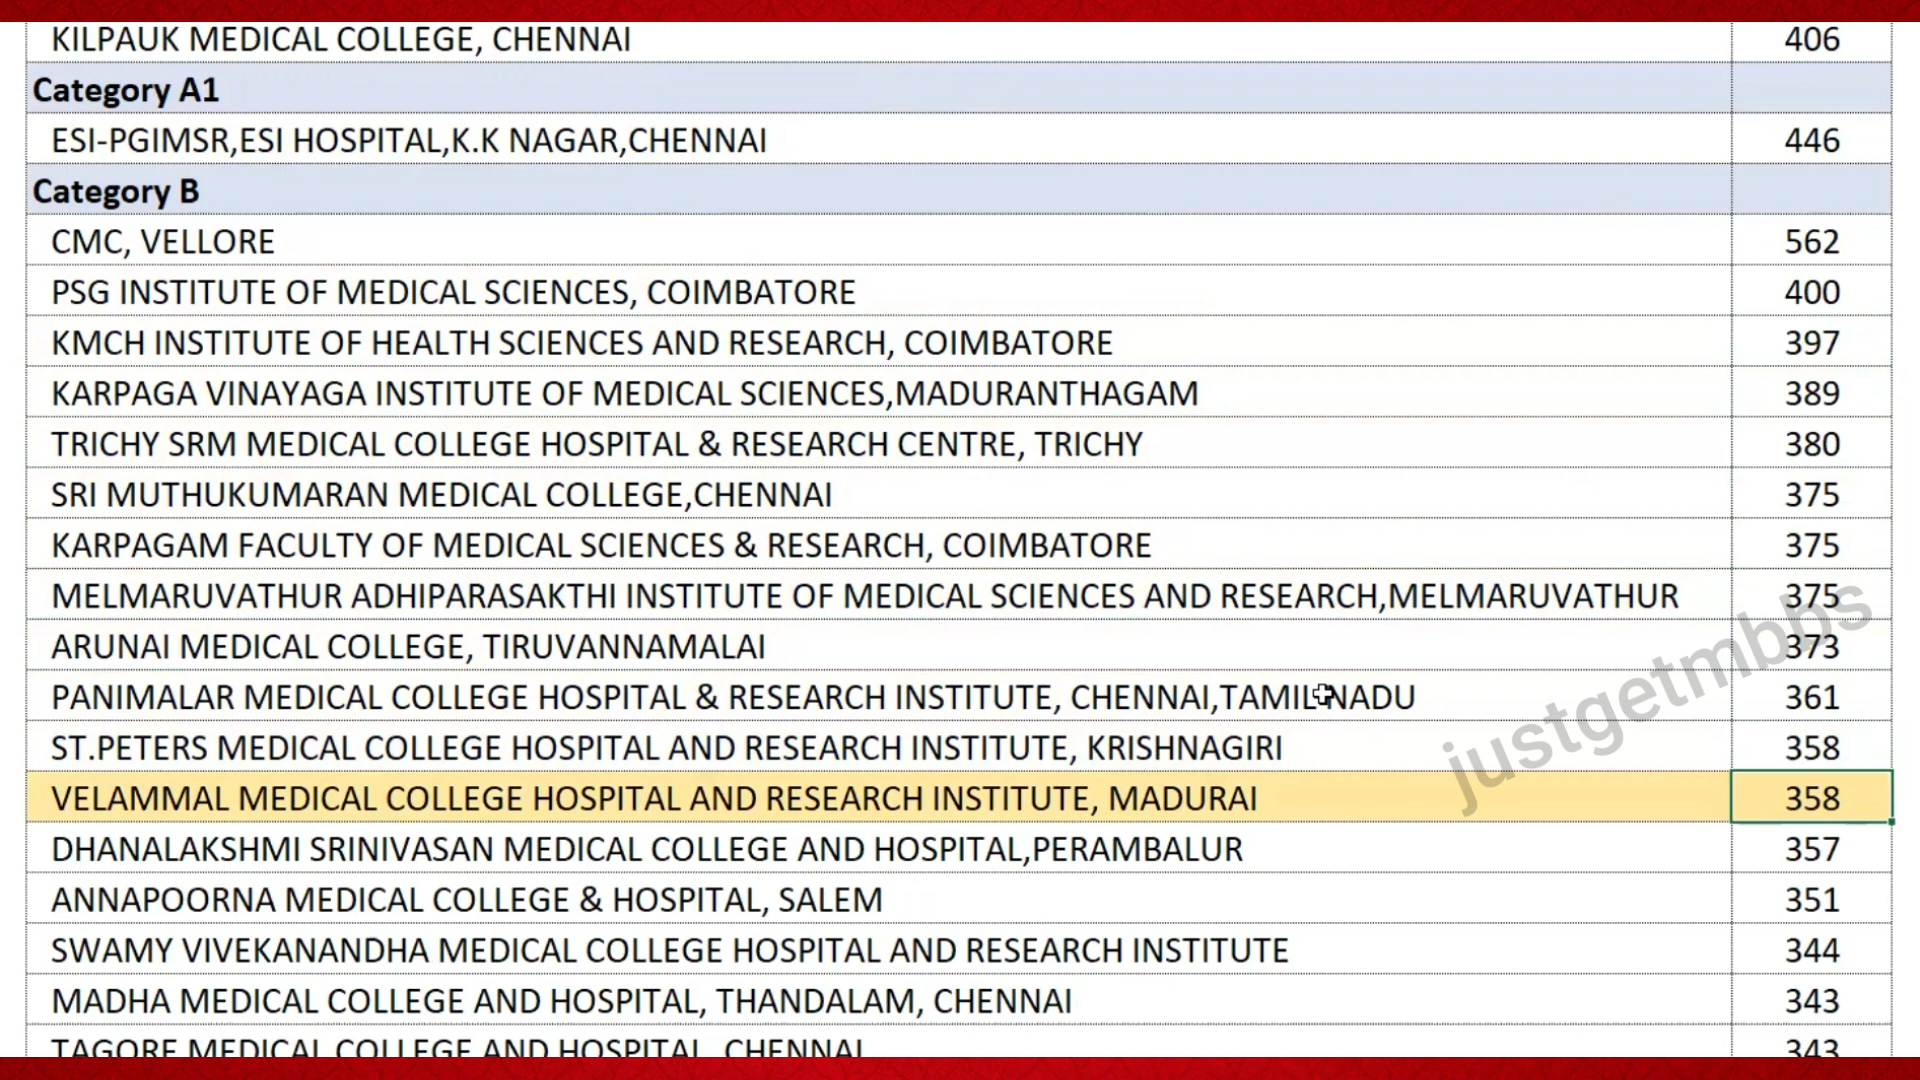 KILPAUK MEDICAL COLLEGE, CHENNAI 406
Category A1
ESI-PGIMSR,ESI HOSPITAL,K.K NAGAR,CHENNAI 446
Category B
CMC, VELLORE 562
PSG INSTITUTE OF MEDICAL SCIENCES, COIMBATORE 400
KMCH INSTITUTE OF HEALTH SCIENCES AND RESEARCH, COIMBATORE 397
KARPAGA VINAYAGA INSTITUTE OF MEDICAL SCIENCES,MADURANTHAGAM 389
TRICHY SRM MEDICAL COLLEGE HOSPITAL & RESEARCH CENTRE, TRICHY 380
SRI MUTHUKUMARAN MEDICAL COLLEGE,CHENNAI 375
KARPAGAM FACULTY OF MEDICAL SCIENCES & RESEARCH, COIMBATORE 375
MELMARUVATHUR ADHIPARASAKTHI INSTITUTE OF MEDICAL SCIENCES AND RESEARCH,MELMARUVATHUR 375
ARUNAI MEDICAL COLLEGE, TIRUVANNAMALAI 373
PANIMALAR MEDICAL COLLEGE HOSPITAL & RESEARCH INSTITUTE, CHENNAI,TAMIL NADU 361
ST.PETERS MEDICAL COLLEGE HOSPITAL AND RESEARCH INSTITUTE, KRISHNAGIRI 358
VELAMMAL MEDICAL COLLEGE HOSPITAL AND RESEARCH INSTITUTE, MADURAI 358
DHANALAKSHMI SRINIVASAN MEDICAL COLLEGE AND HOSPITAL,PERAMBALUR 357
ANNAPOORNA MEDICAL COLLEGE & HOSPITAL, SALEM 351
SWAMY VIVEKANANDHA MEDICAL COLLEGE HOSPITAL AND RESEARCH INSTITUTE 344
MADHA MEDICAL COLLEGE AND HOSPITAL, THANDALAM, CHENNAI 343
TAGORE MEDICAL COLLEGE AND HOSPITAL, CHENNAI 343
justgetmbbs